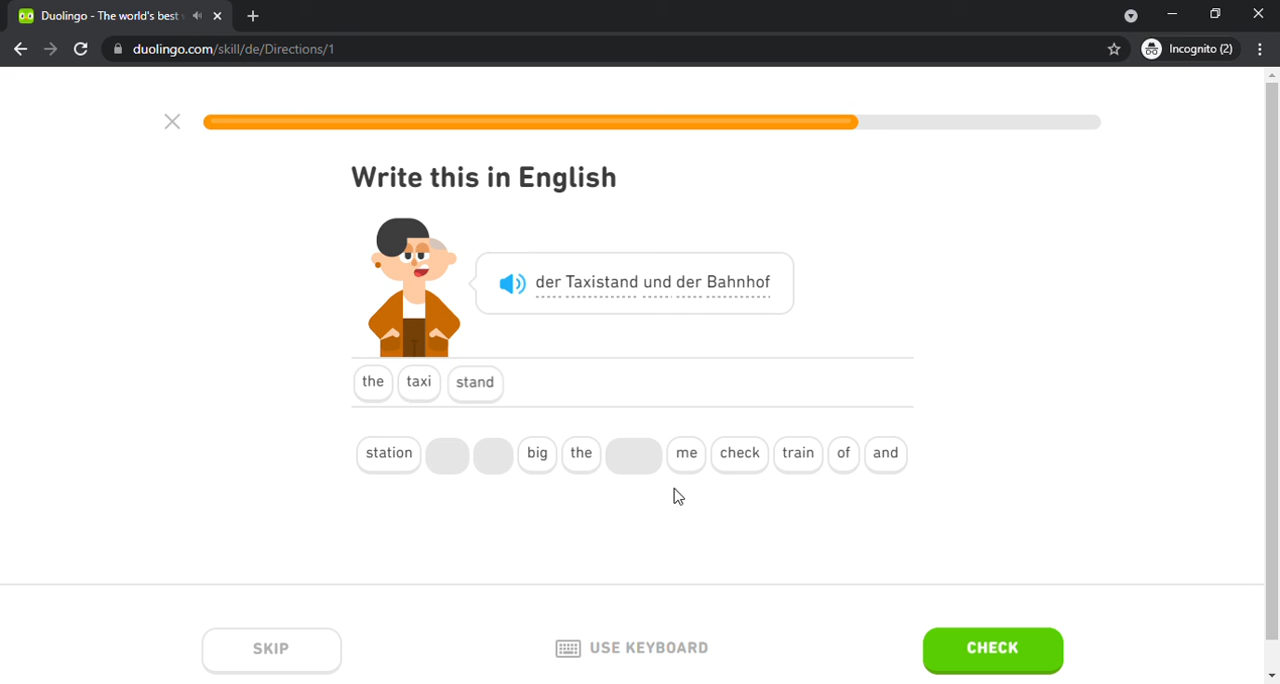 Duolingo - The world's best
duolingo.com/skill/de/Directions/1
Incognito (2)
Write this in English
der Taxistand und der Bahnhof
the taxi stand
station big the me check train of and
SKIP
USE KEYBOARD
CHECK